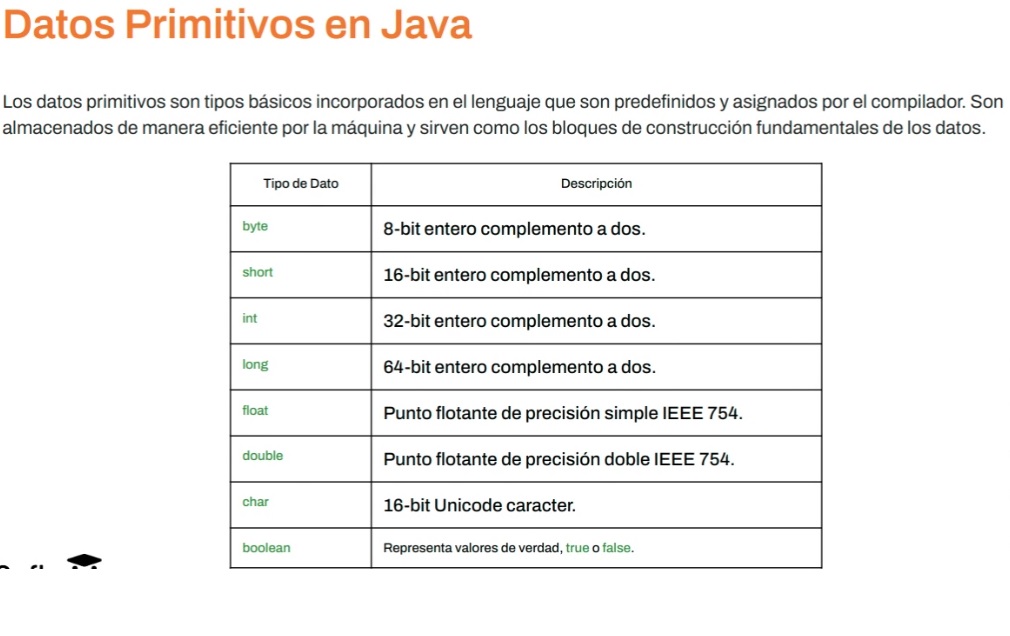 Datos Primitivos en Java
Los datos primitivos son tipos básicos incorporados en el lenguaje que son predefinidos y asignados por el compilador. Son
almacenados de manera eficiente por la máquina y sirven como los bloques de construcción fundamentales de los datos.
Tipo de Dato Descripción
byte 8-bit entero complemento a dos.
short 16-bit entero complemento a dos.
int 32-bit entero complemento a dos.
long 64-bit entero complemento a dos.
float Punto flotante de precisión simple IEEE 754.
double Punto flotante de precisión doble IEEE 754.
char 16-bit Unicode caracter.
boolean Representa valores de verdad, true o false.